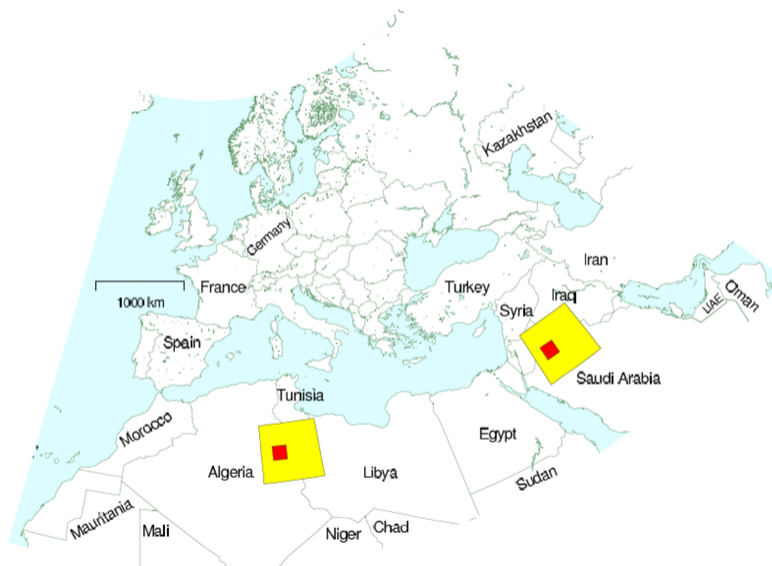 Kazakhstan
Germany
Iran
France
Turkey
Iraq
1000 km
Syria
UAE
Oman
Spain
Saudi Arabia
Tunisia
Morocco
Egypt
Algeria
Libya
Sudan
Mauritania
Mali
Niger
Chad